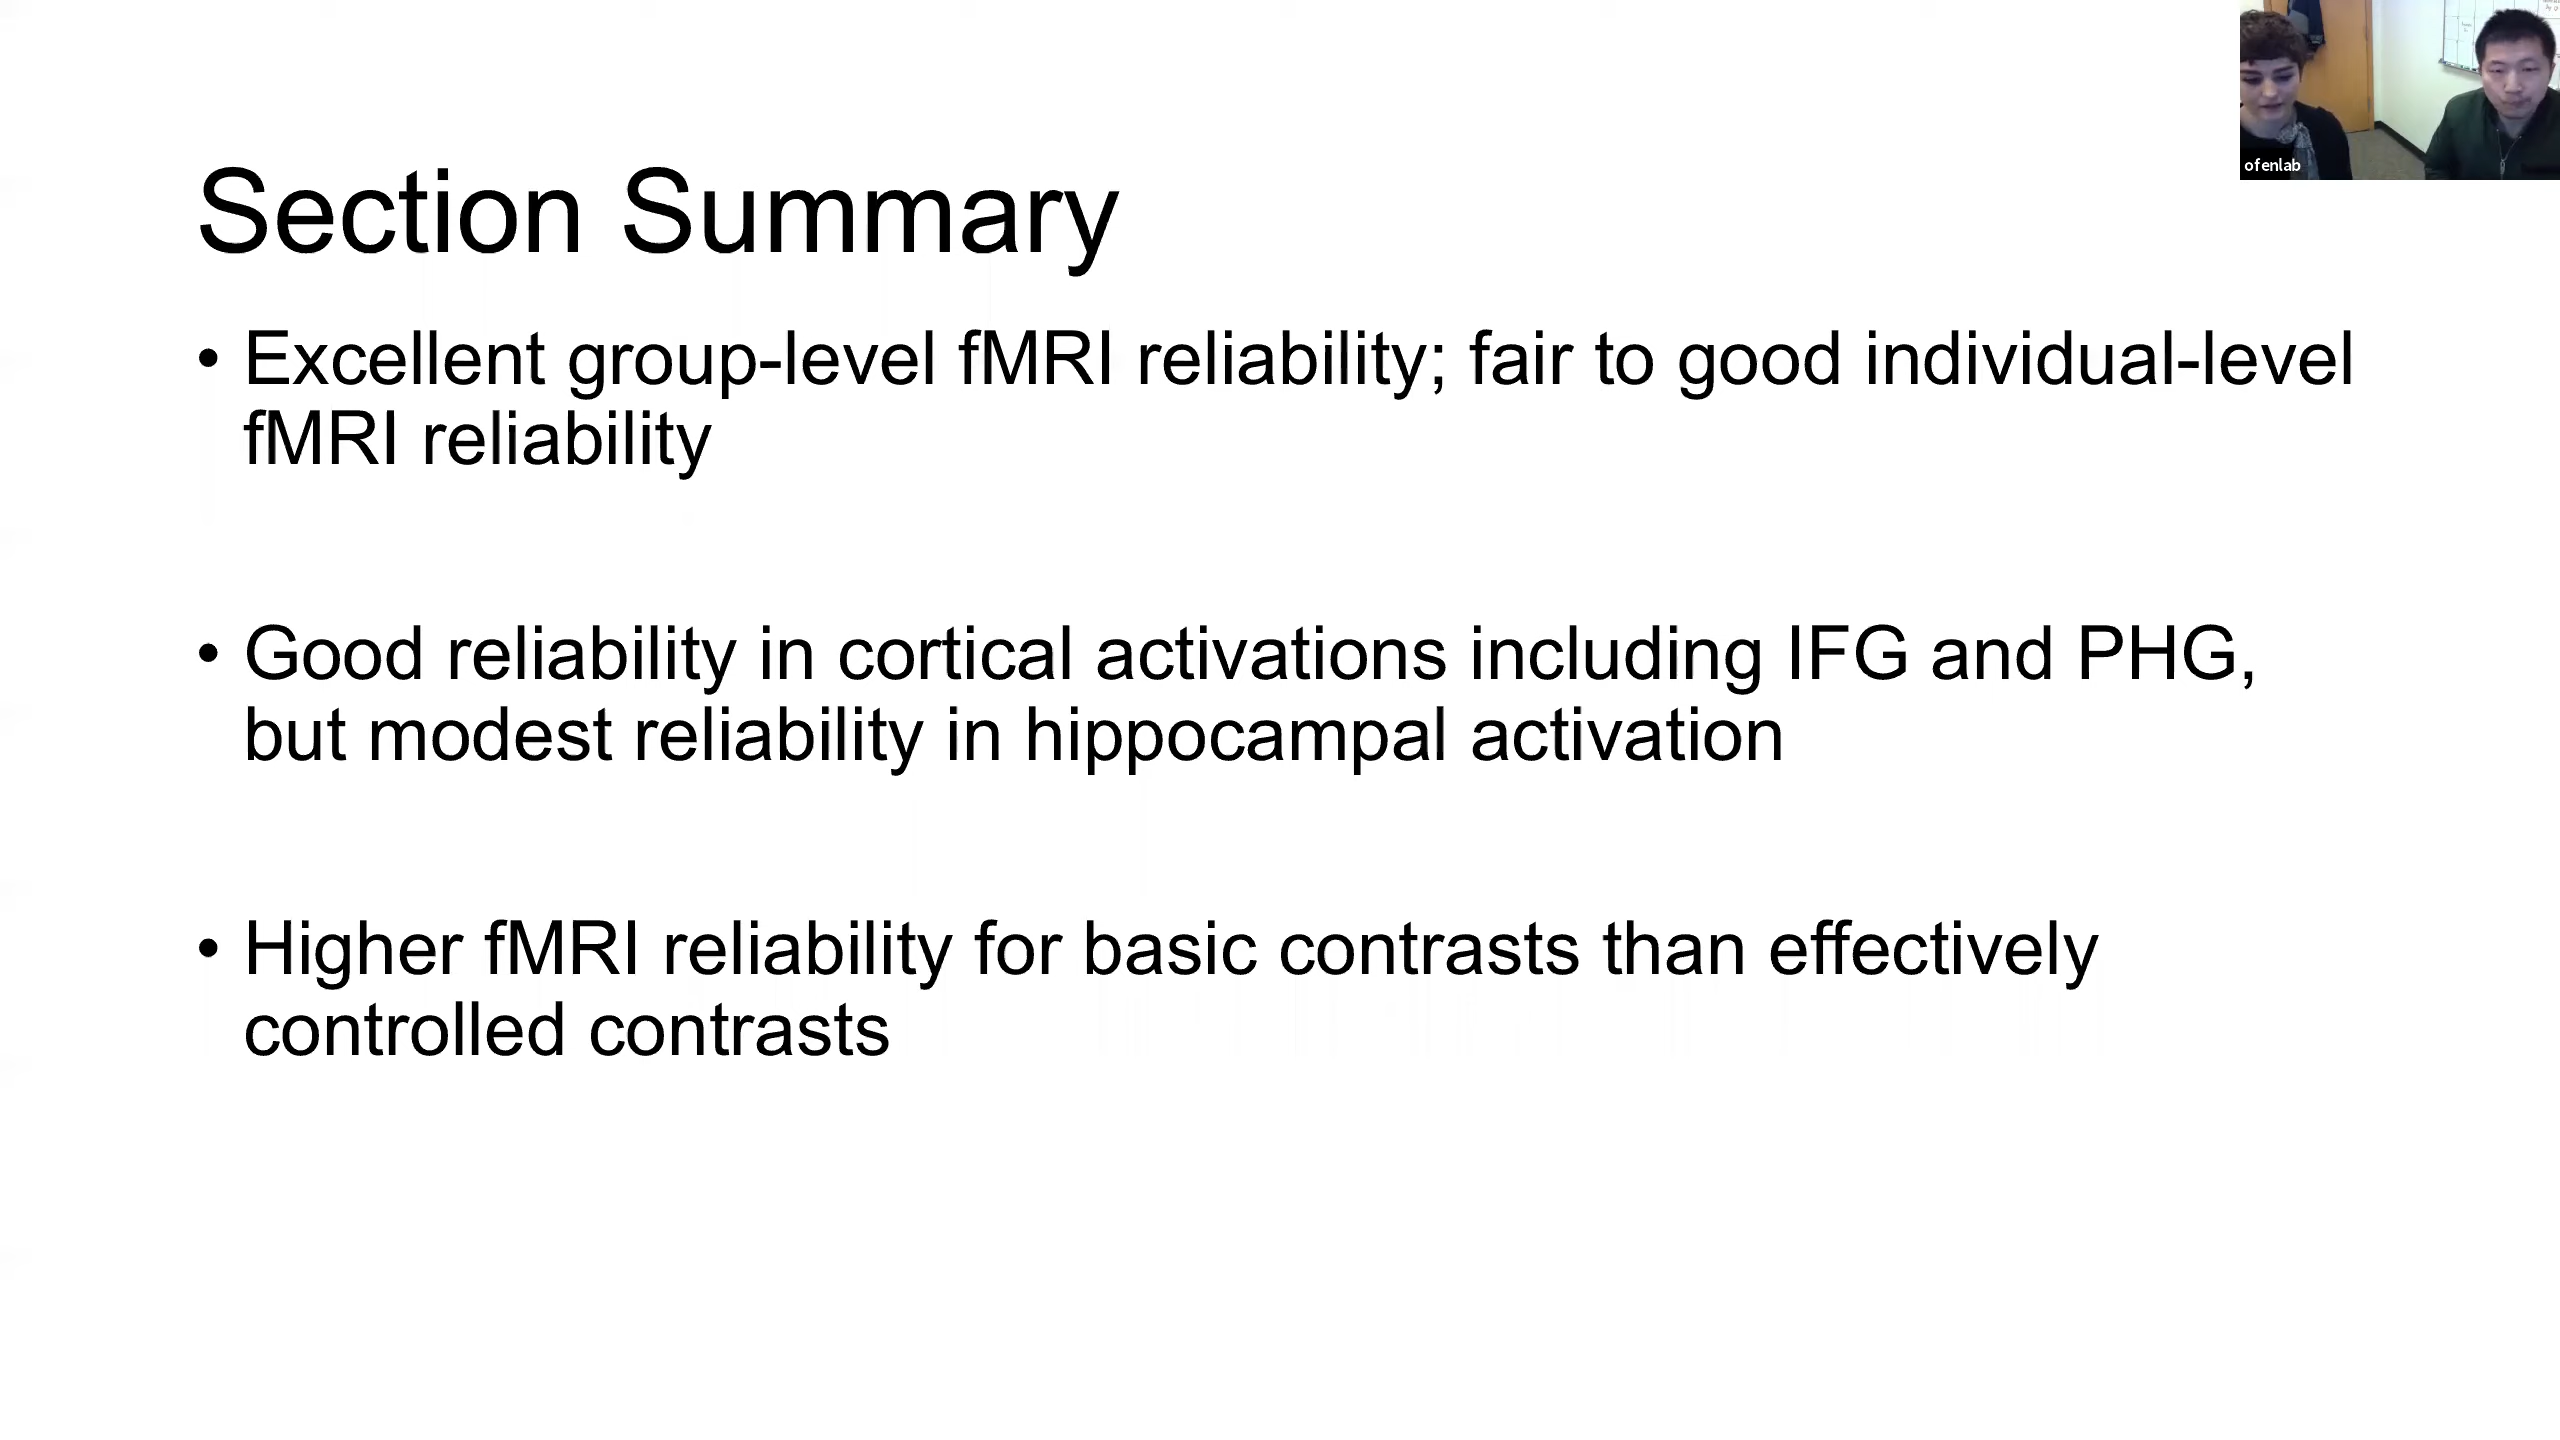 Section Summary
• Excellent group-level fMRI reliability; fair to good individual-level
fMRI reliability
• Good reliability in cortical activations including IFG and PHG,
but modest reliability in hippocampal activation
• Higher fMRI reliability for basic contrasts than effectively
controlled contrasts
ofenlab